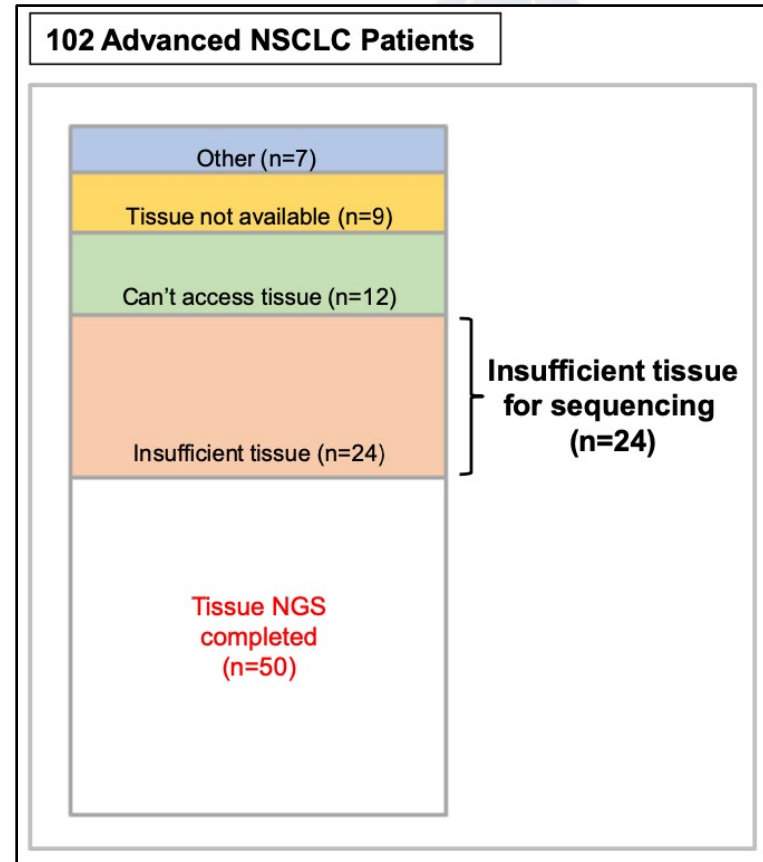 102 Advanced NSCLC Patients
Other (n=7)
Tissue not available (n=9)
Can’t access tissue (n=12)
Insufficient tissue (n=24)
Insufficient tissue
for sequencing
(n=24)
Tissue NGS
completed
(n=50)